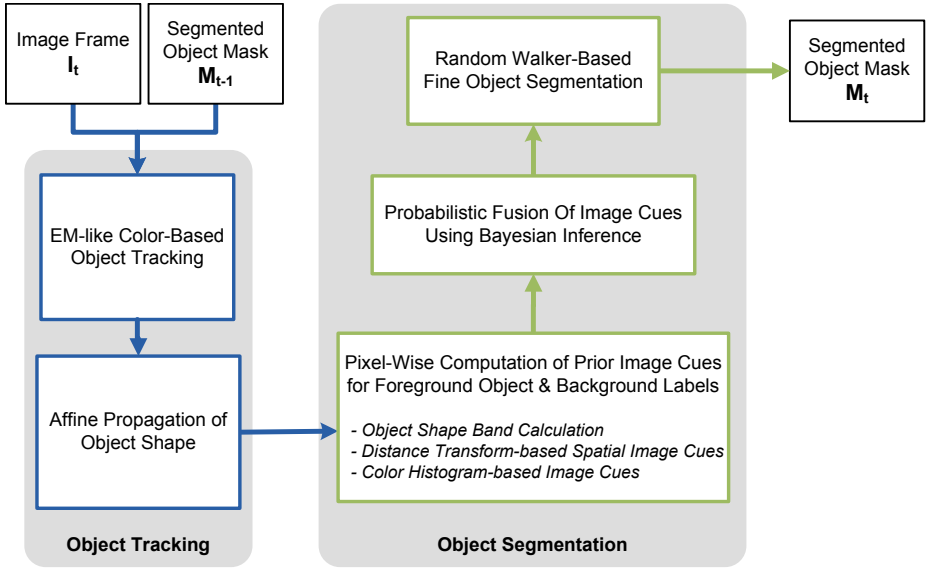 Image Frame
I_t
Segmented
Object Mask
M_t-1
EM-like Color-Based
Object Tracking
Affine Propagation of
Object Shape
Object Tracking
Random Walker-Based
Fine Object Segmentation
Probabilistic Fusion Of Image Cues
Using Bayesian Inference
Pixel-Wise Computation of Prior Image Cues
for Foreground Object & Background Labels
- Object Shape Band Calculation
- Distance Transform-based Spatial Image Cues
- Color Histogram-based Image Cues
Object Segmentation
Segmented
Object Mask
M_t